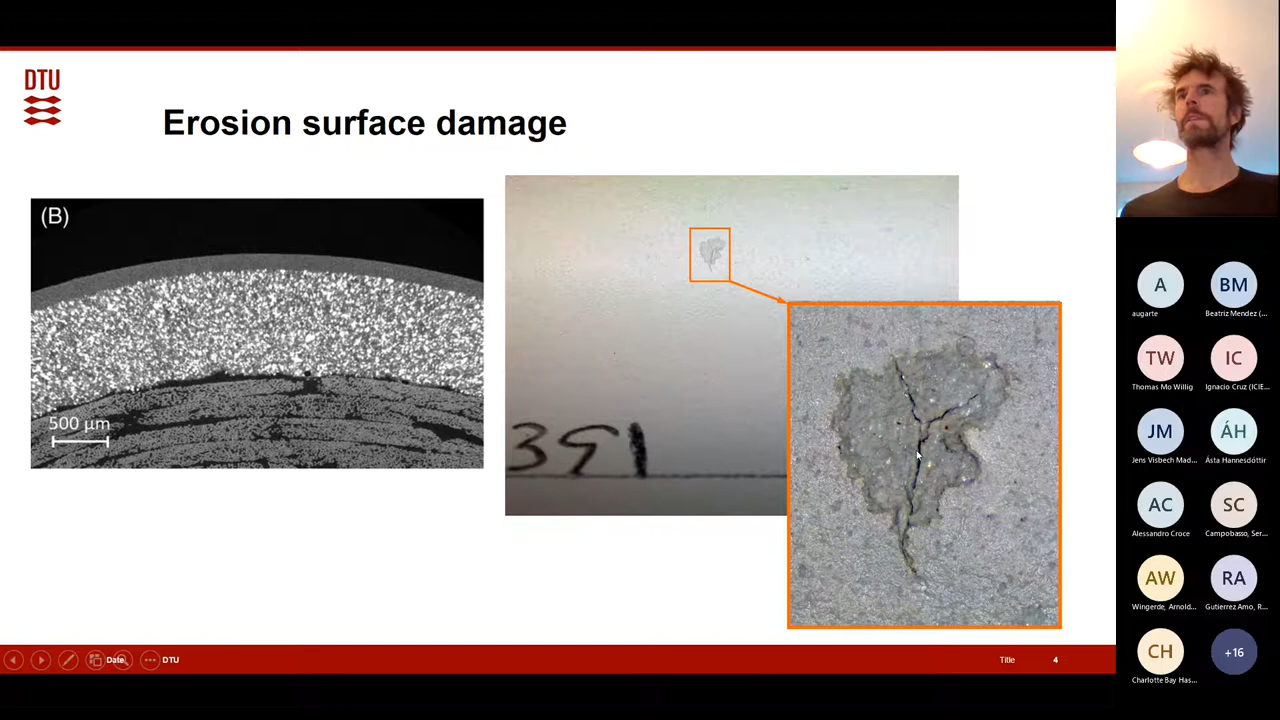 DTU
Erosion surface damage
(B)
500 µm
135
A
augarte
BM
Beatriz Mendez (...
TW
Thomas Mo Willig
IC
Ignacio Cruz (ICIE...
JM
Jens Visbech Mad...
ÁH
Ásta Hannesdóttir
AC
Alessandro Croce
SC
Campobasso, Ser...
AW
Wingerde, Arnold...
RA
Gutierrez Amo, R...
CH
Charlotte Bay Has...
+16
Date
DTU
Title
4